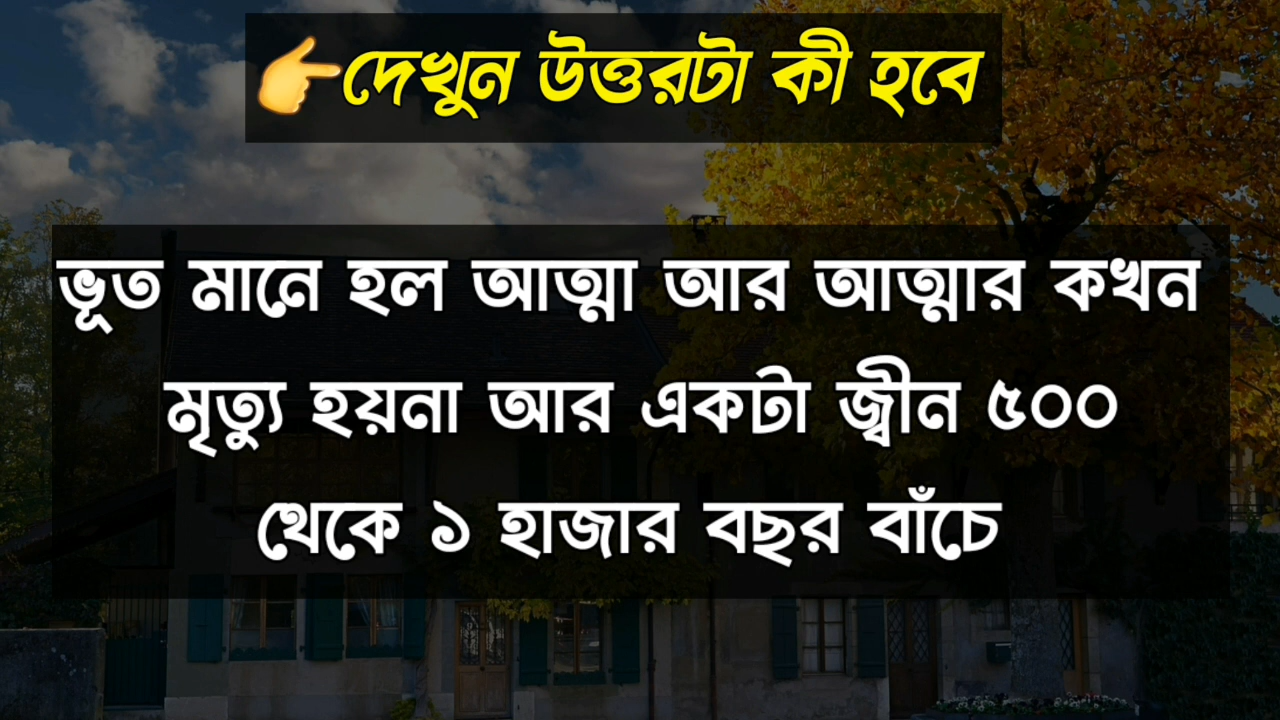 👉দেখুন উত্তরটা কী হবে
ভূত মানে হল আত্মা আর আত্মার কখন
মৃত্যু হয়না আর একটা জ্বীন ৫০০
থেকে ১ হাজার বছর বাঁচে